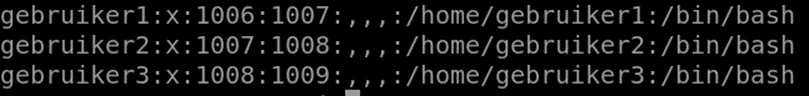 gebruiker1:x:1006:1007:,,,:/home/gebruiker1:/bin/bash
gebruiker2:x:1007:1008:,,,:/home/gebruiker2:/bin/bash
gebruiker3:x:1008:1009:,,,:/home/gebruiker3:/bin/bash